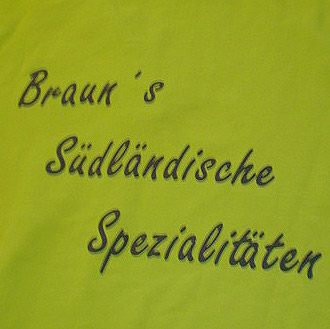 Braun´s
Südländische
Spezialitäten